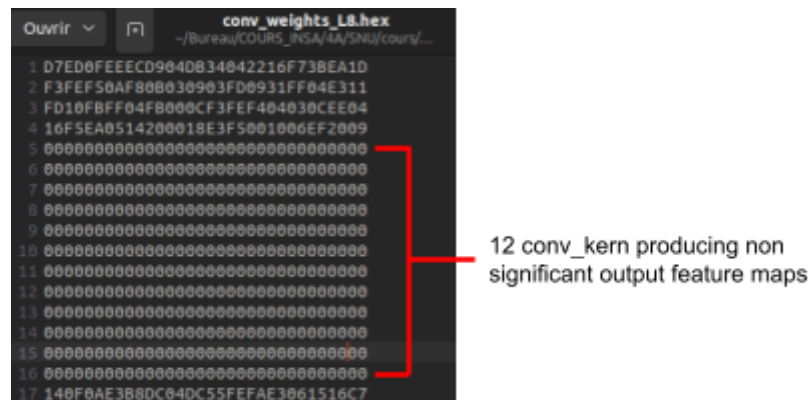 Ouvrir
conv_weights_L8.hex
~/Bureau/COURS_INSA/4A/SNU/cours/...
1 D7ED0FEEECD904DB34042216F73BEA1D
2 F3FEF50AF80B030903FD0931FF04E311
3 FD10FBFF04FB000CF3FEF404030CEE04
4 16F5EA0514200018E3F5001006EF2009
5 00000000000000000000000000000000
6 00000000000000000000000000000000
7 00000000000000000000000000000000
8 00000000000000000000000000000000
9 00000000000000000000000000000000
10 00000000000000000000000000000000
11 00000000000000000000000000000000
12 00000000000000000000000000000000
13 00000000000000000000000000000000
14 00000000000000000000000000000000
15 00000000000000000000000000000000
16 00000000000000000000000000000000
17 140F0AE3B8DC04DC55FEFAE3061516C7
12 conv_kern producing non
significant output feature maps